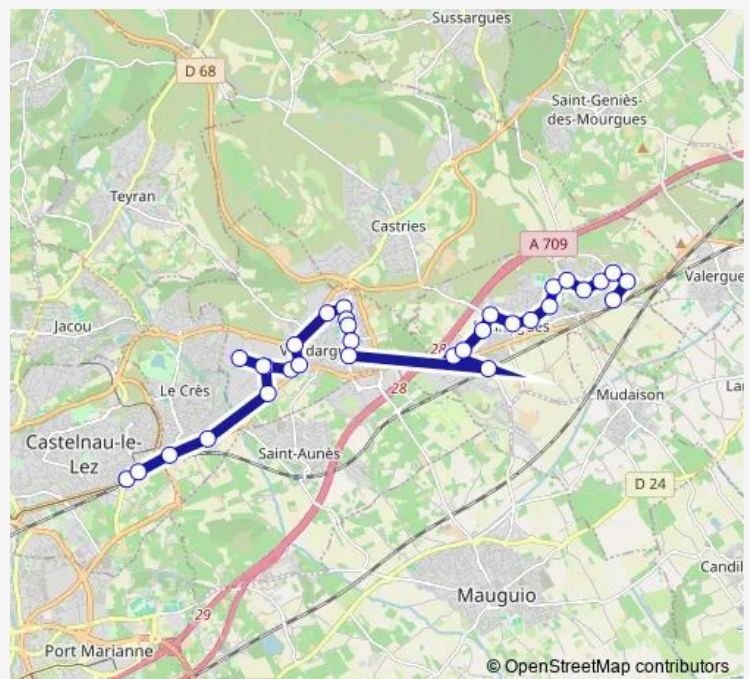 Sussargues
D 68
Saint-Geniès-
des-Mourgues
Teyran
Castries
A 709
Valergue
Jacou
28
Le Crès
28
Mudaison
Castelnau-le-
Lez
Saint-Aunès
D 24
Candil
Mauguio
29
Port Marianne
© OpenStreetMap contributors